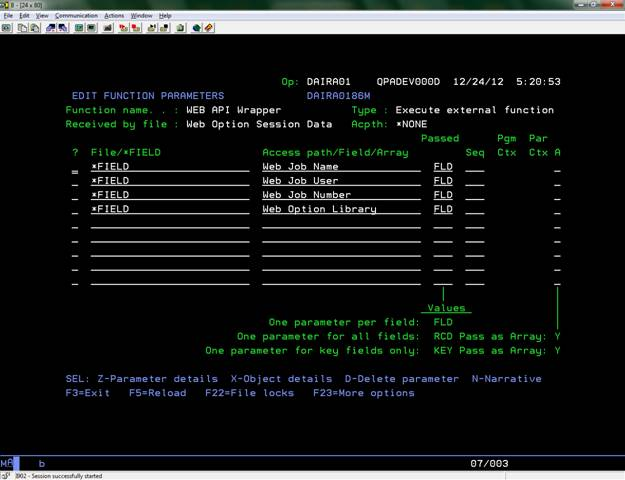 B - [24 x 80]
File Edit View Communication Actions Window Help
Op: DAIRA01 QPADEV000D 12/24/12 5:20:53
EDIT FUNCTION PARAMETERS DAIRA0186M
Function name. . : WEB API Wrapper Type : Execute external function
Received by file : Web Option Session Data Acpth: *NONE
Passed Pgm Par
? File/*FIELD Access path/Field/Array Seq Ctx Ctx A
*FIELD Web Job Name FLD
*FIELD Web Job User FLD
*FIELD Web Job Number FLD
*FIELD Web Option Library FLD
Values
One parameter per field: FLD
One parameter for all fields: RCD Pass as Array: Y
One parameter for key fields only: KEY Pass as Array: Y
SEL: Z-Parameter details X-Object details D-Delete parameter N-Narrative
F3=Exit F5=Reload F22=File locks F23=More options
MA b 07/003
I902 - Session successfully started